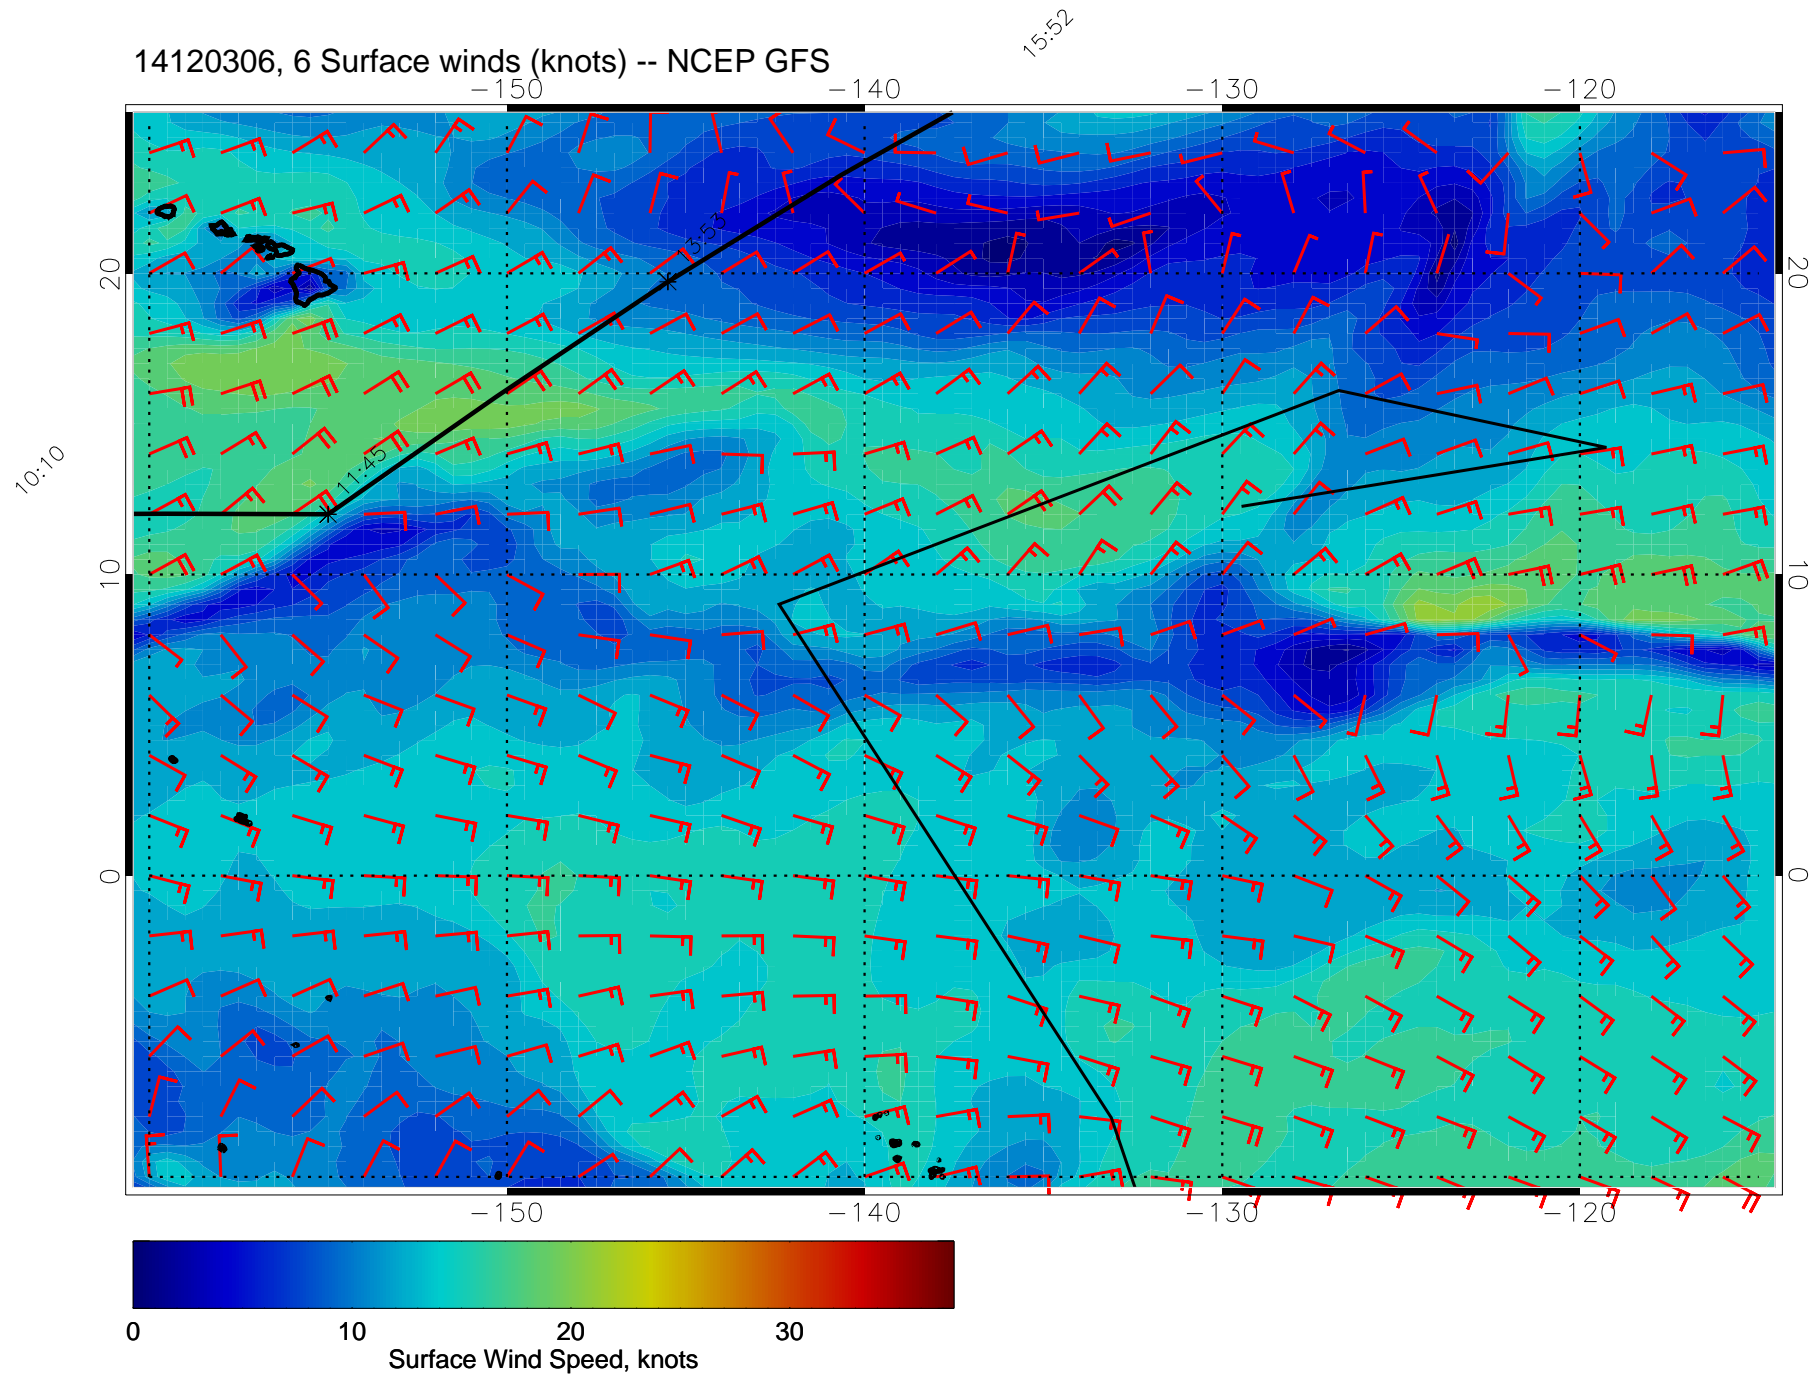 15:52
14120306, 6 Surface winds (knots) -- NCEP GFS
-150 -140 -130 -120
13:53
20 20
11:45
10:10
10 10
0 0
-150 -140 -130 -120
0 10 20 30
Surface Wind Speed, knots